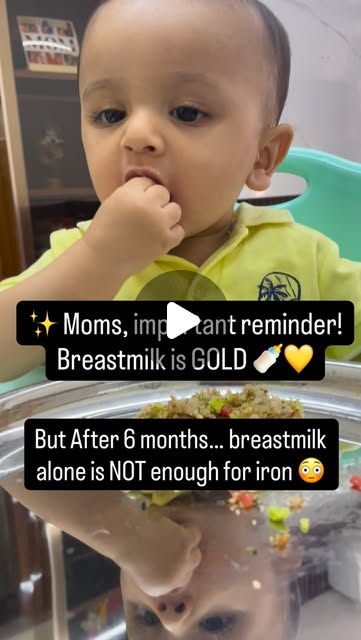 ✨ Moms, important reminder!
Breastmilk is GOLD 🍼💛
But After 6 months... breastmilk
alone is NOT enough for iron 😳